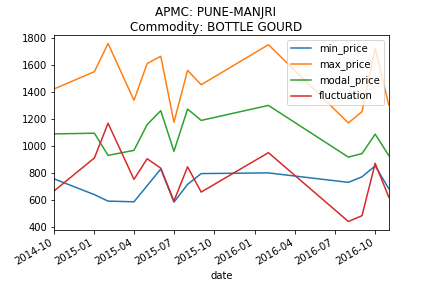 APMC: PUNE-MANJRI
Commodity: BOTTLE GOURD
1800
1600
1400
1200
1000
800
600
400
min_price
max_price
modal_price
fluctuation
2014-10
2015-01
2015-04
2015-07
2015-10
2016-01
2016-04
2016-07
2016-10
date